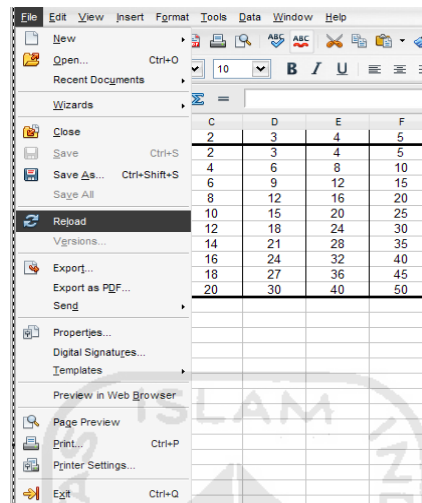 File Edit View Insert Format Tools Data Window Help
New
Open... Ctrl+O
Recent Documents
Wizards
Close
Save Ctrl+S
Save As... Ctrl+Shift+S
Save All
Reload
Versions...
Export...
Export as PDF...
Send
Properties...
Digital Signatures...
Templates
Preview in Web Browser
Page Preview
Print... Ctrl+P
Printer Settings...
Exit Ctrl+Q
ABC ABC
10 B I U
Σ =
C D E F
2 3 4 5
2 3 4 5
4 6 8 10
6 9 12 15
8 12 16 20
10 15 20 25
12 18 24 30
14 21 28 35
16 24 32 40
18 27 36 45
20 30 40 50
ISLAM